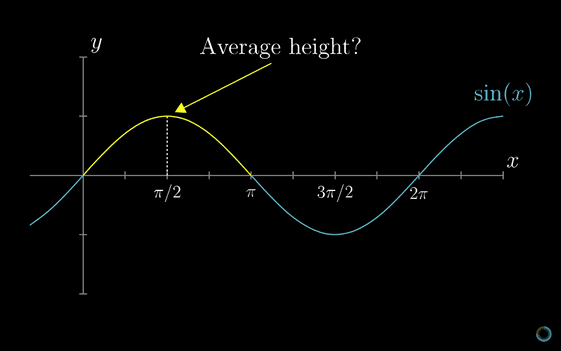 y
Average height?
sin(x)
x
π/2
π
3π/2
2π